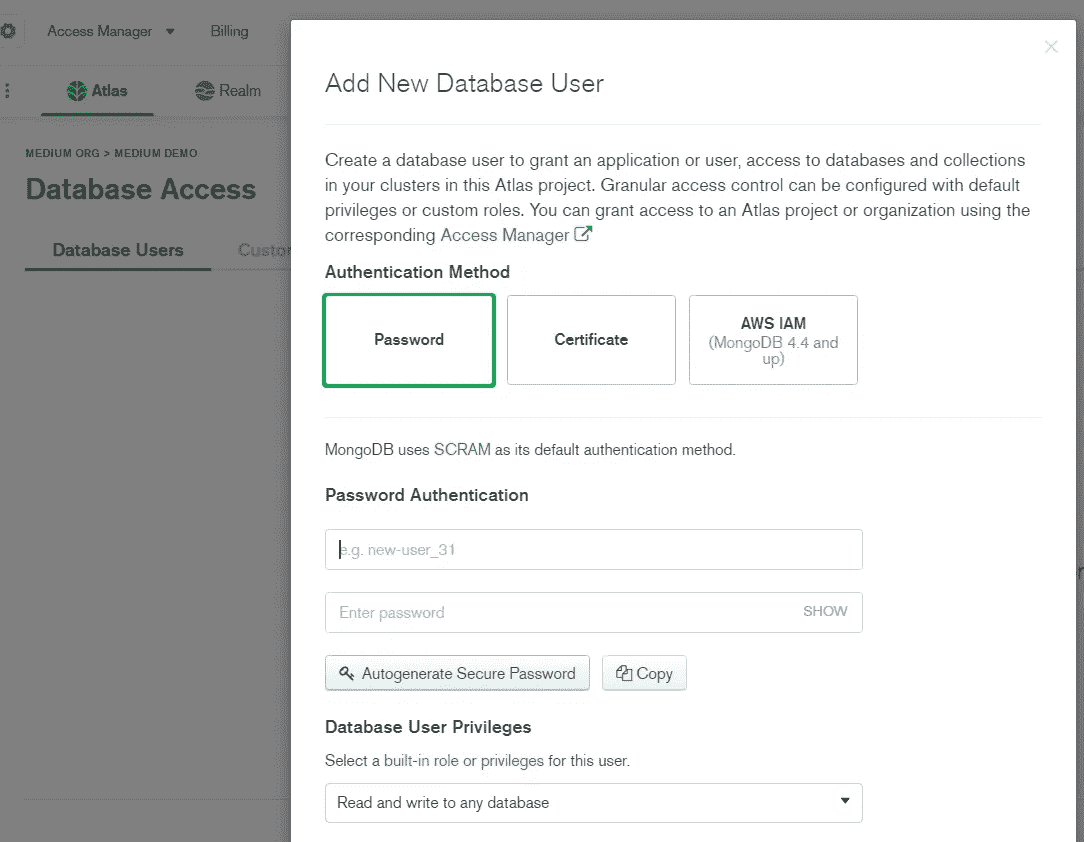 Access Manager
Billing
Atlas
Realm
MEDIUM ORG > MEDIUM DEMO
Database Access
Database Users
Add New Database User
Create a database user to grant an application or user, access to databases and collections
in your clusters in this Atlas project. Granular access control can be configured with default
privileges or custom roles. You can grant access to an Atlas project or organization using the
corresponding Access Manager
Authentication Method
Password
Certificate
AWS IAM
(MongoDB 4.4 and
up)
MongoDB uses SCRAM as its default authentication method.
Password Authentication
e.g. new-user_31
Enter password
SHOW
Autogenerate Secure Password
Copy
Database User Privileges
Select a built-in role or privileges for this user.
Read and write to any database